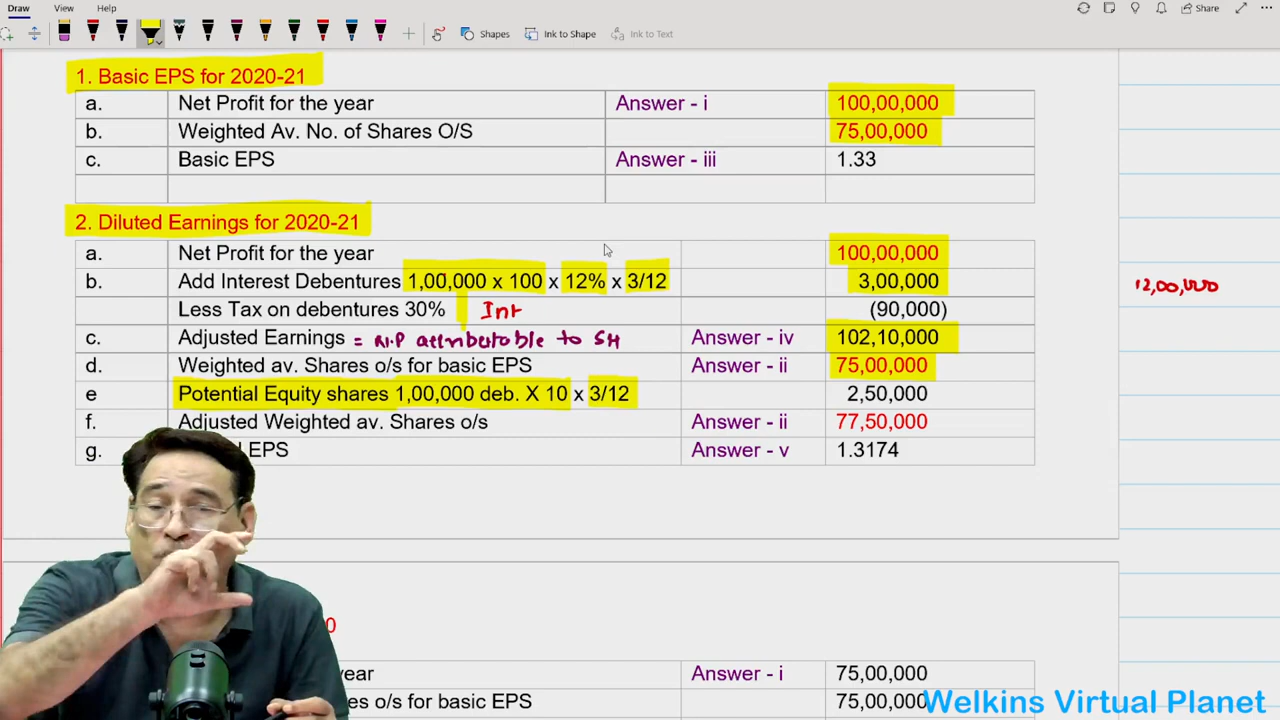 Draw View Help
Shapes Ink to Shape Ink to Text Share
1. Basic EPS for 2020-21
a. Net Profit for the year Answer - i 100,00,000
b. Weighted Av. No. of Shares O/S 75,00,000
c. Basic EPS Answer - iii 1.33
2. Diluted Earnings for 2020-21
a. Net Profit for the year 100,00,000
b. Add Interest Debentures 1,00,000 x 100 x 12% x 3/12 3,00,000 12,00,000
Less Tax on debentures 30% Int (90,000)
c. Adjusted Earnings = N.P attributable to SH Answer - iv 102,10,000
d. Weighted av. Shares o/s for basic EPS Answer - ii 75,00,000
e Potential Equity shares 1,00,000 deb. X 10 x 3/12 2,50,000
f. Adjusted Weighted av. Shares o/s Answer - ii 77,50,000
g. EPS Answer - v 1.3174
0
year Answer - i 75,00,000
es o/s for basic EPS Answer - ii 75,00,000
Welkins Virtual Planet